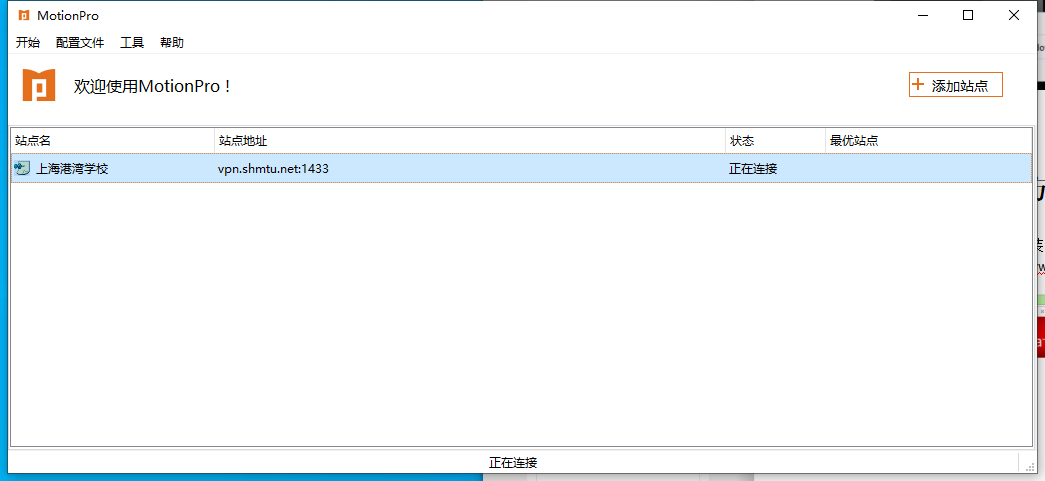 MotionPro
开始 配置文件 工具 帮助
欢迎使用MotionPro！
添加站点
站点名 站点地址 状态 最优站点
上海港湾学校 vpn.shmtu.net:1433 正在连接
正在连接